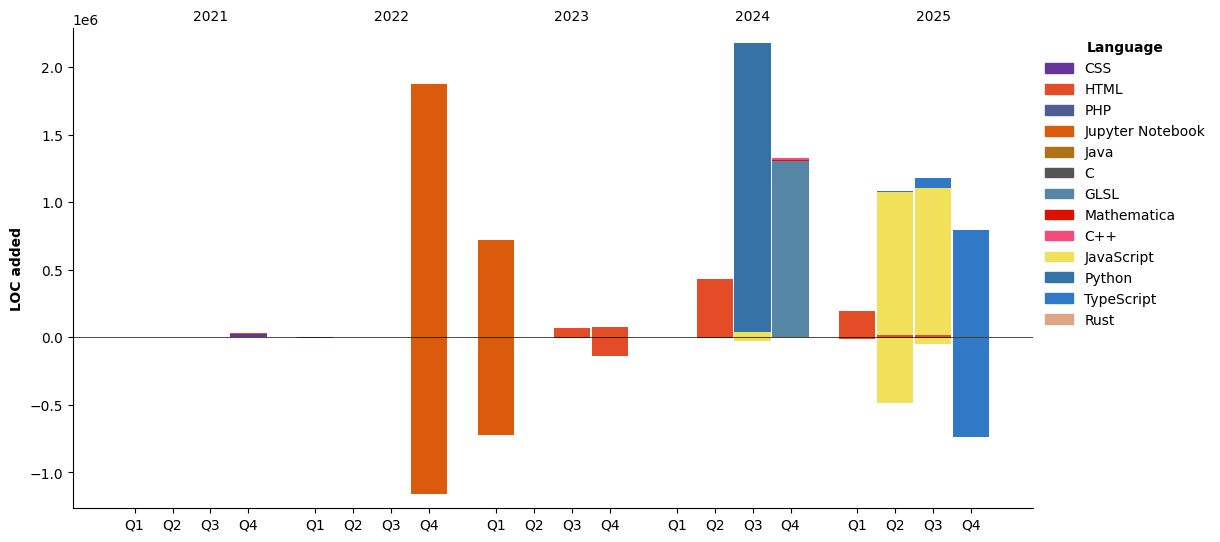 1e6
2021 2022 2023 2024 2025
2.0
1.5
1.0
0.5
0.0
−0.5
−1.0
LOC added
Q1 Q2 Q3 Q4 Q1 Q2 Q3 Q4 Q1 Q2 Q3 Q4 Q1 Q2 Q3 Q4 Q1 Q2 Q3 Q4
Language
CSS
HTML
PHP
Jupyter Notebook
Java
C
GLSL
Mathematica
C++
JavaScript
Python
TypeScript
Rust